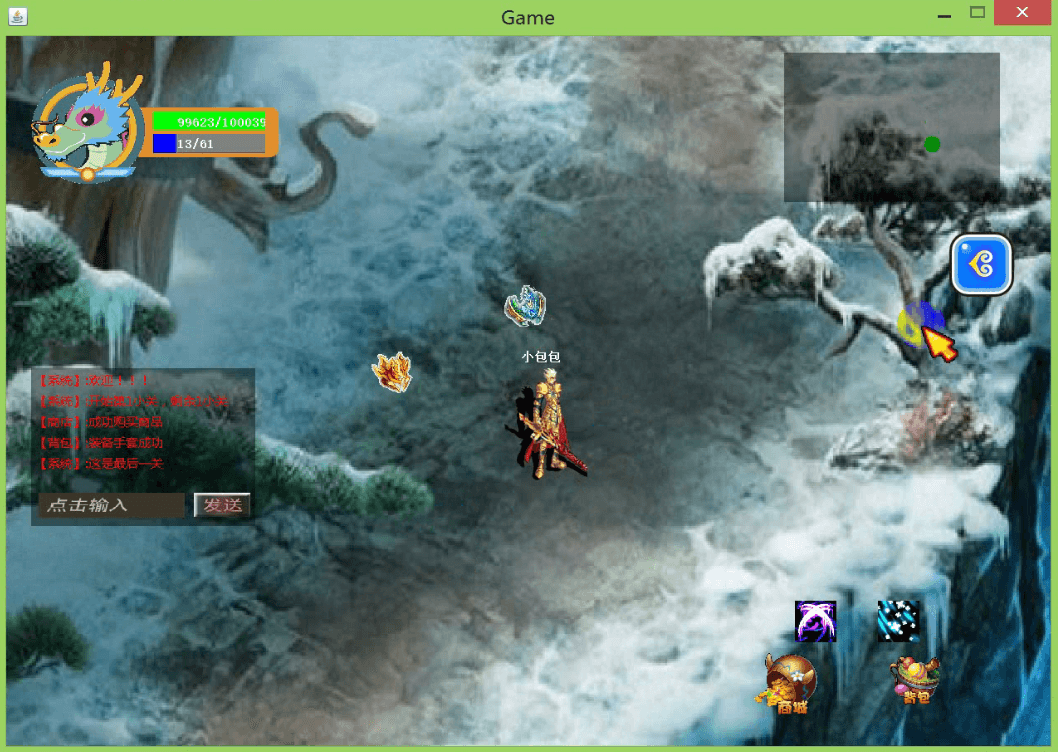 Game
99623/100039
13/61
小包包
【系统】:欢迎！！！
【商店】:成功购买商品
【背包】:装备手套成功
【系统】:这是最后一关
点击输入
发送
商城
背包